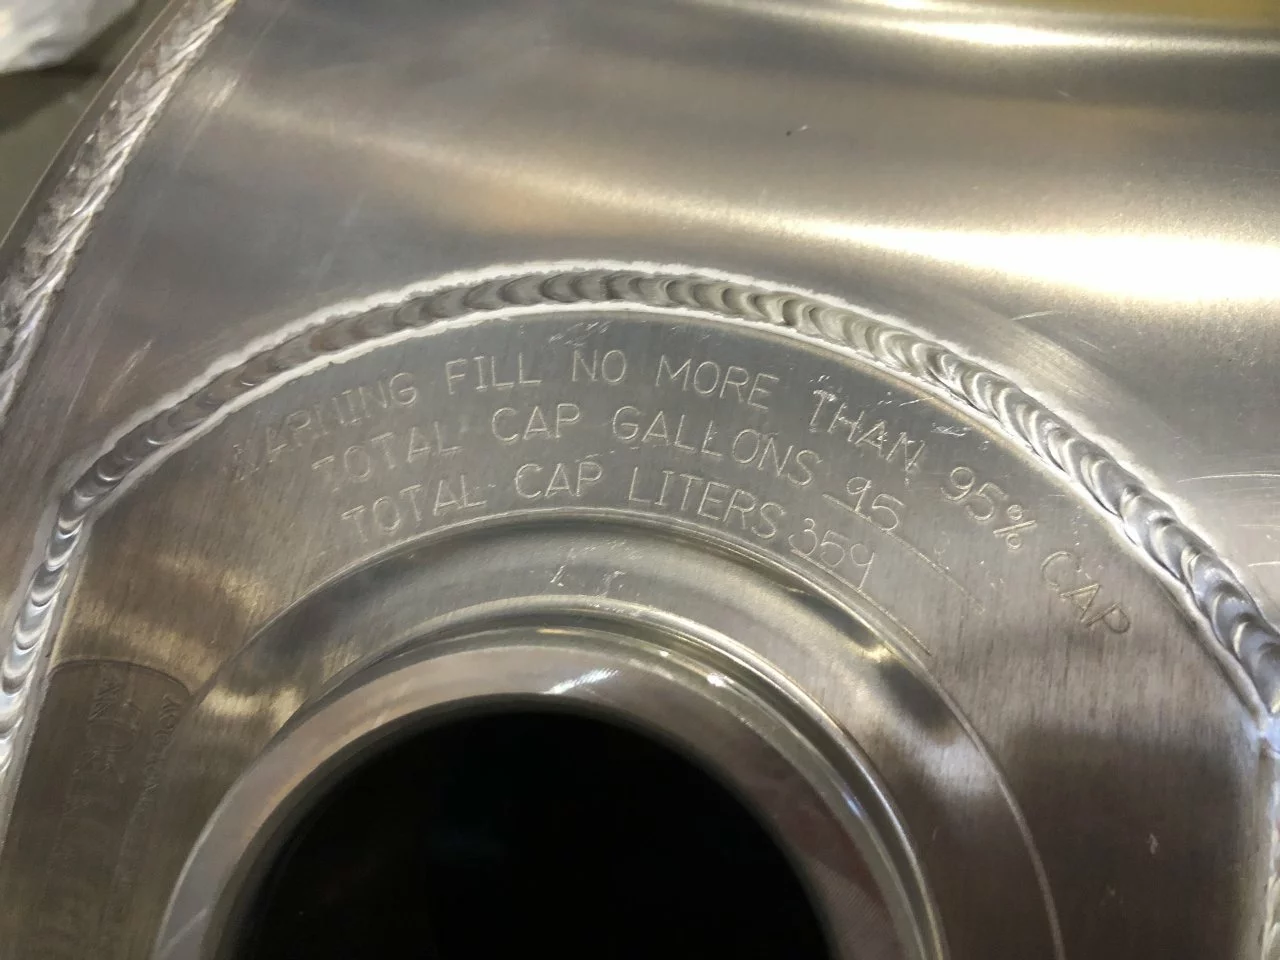 WARNING FILL NO MORE THAN 95% CAP
TOTAL CAP GALLONS 95
TOTAL CAP LITERS 359